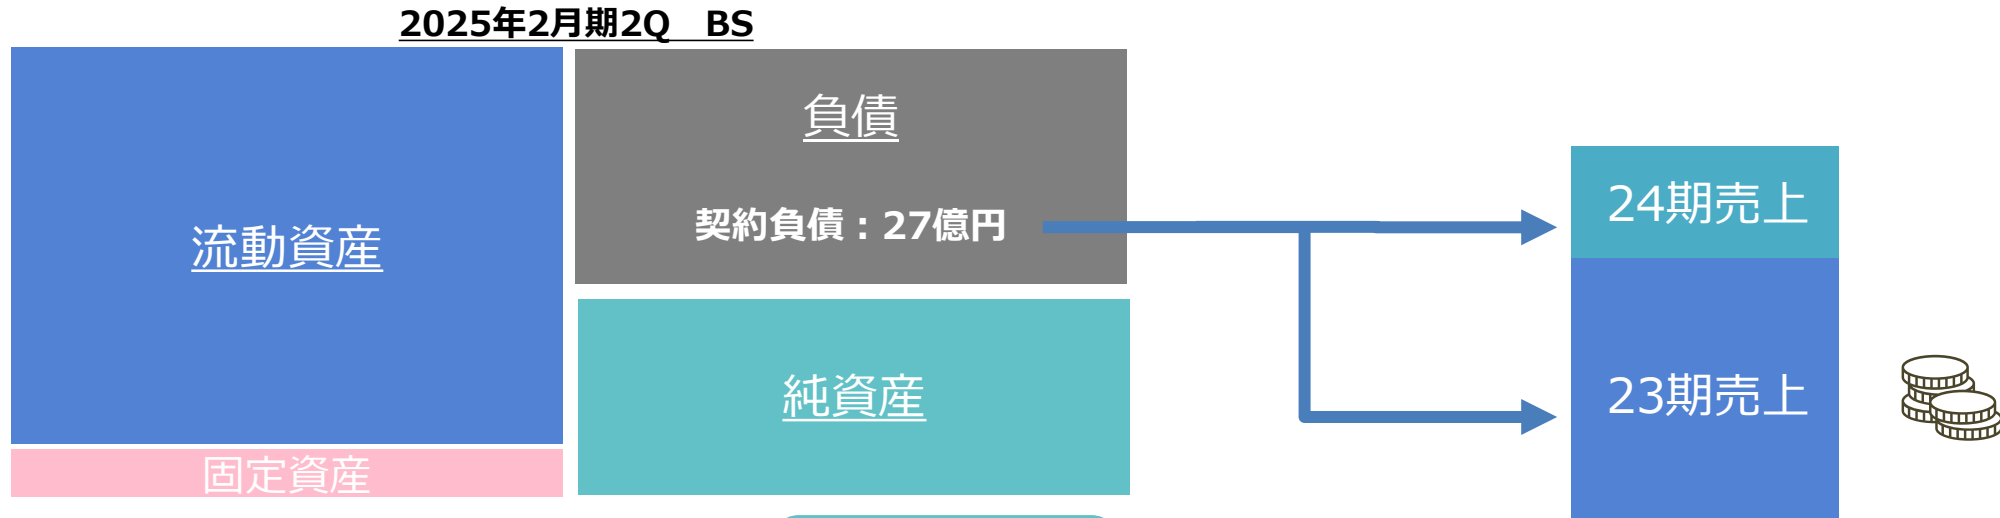 2025年2月期2Q　BS
流動資産
固定資産
負債
契約負債：27億円
純資産
24期売上
23期売上